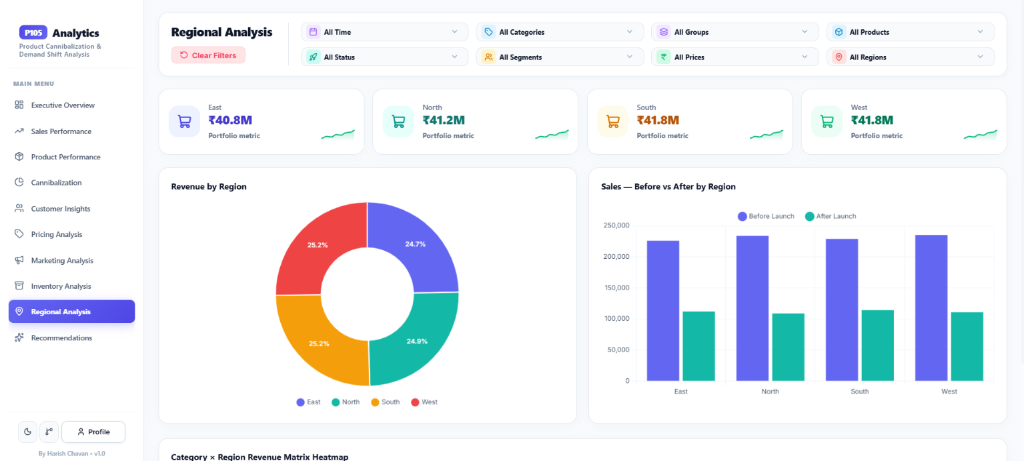 P105 Analytics
Product Cannibalization &
Demand Shift Analysis
MAIN MENU
Executive Overview
Sales Performance
Product Performance
Cannibalization
Customer Insights
Pricing Analysis
Marketing Analysis
Inventory Analysis
Regional Analysis
Recommendations
Profile
By Harish Chavan • v1.0
Regional Analysis
Clear Filters
All Time
All Categories
All Groups
All Products
All Status
All Segments
₹ All Prices
All Regions
East
₹40.8M
Portfolio metric
North
₹41.2M
Portfolio metric
South
₹41.8M
Portfolio metric
West
₹41.8M
Portfolio metric
Revenue by Region
25.2%
24.7%
25.2%
24.9%
East North South West
Sales — Before vs After by Region
Before Launch After Launch
250,000
200,000
150,000
100,000
50,000
0
East North South West
Category × Region Revenue Matrix Heatmap